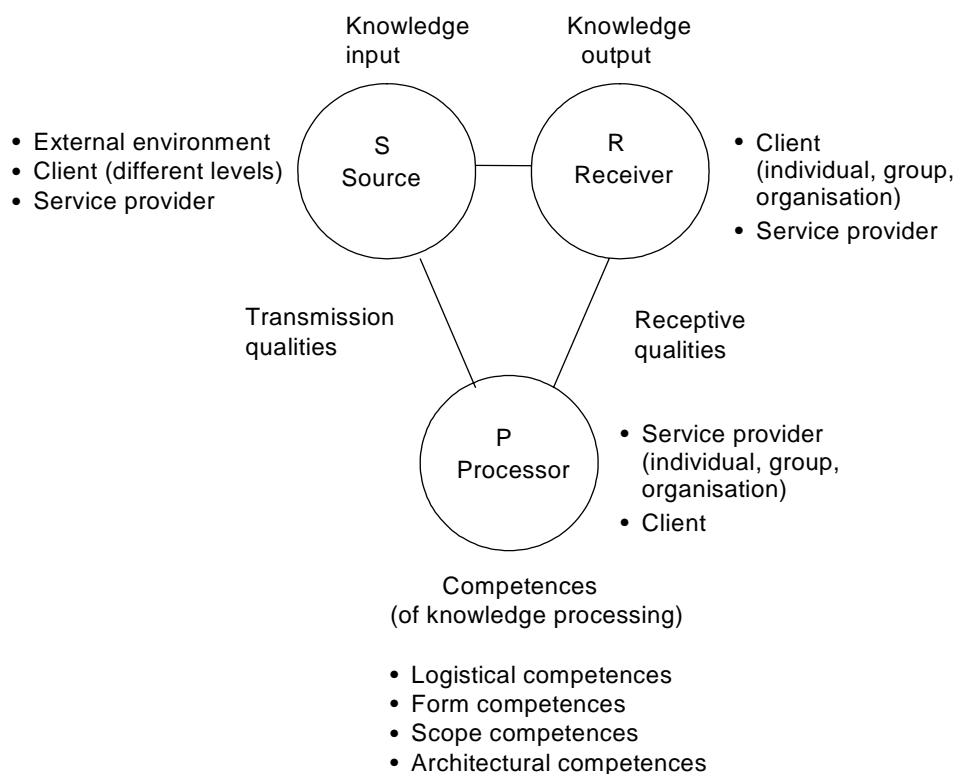 Knowledge
input
Knowledge
output
S
Source
R
Receiver
• External environment
• Client (different levels)
• Service provider
• Client
(individual, group,
organisation)
• Service provider
Transmission
qualities
Receptive
qualities
P
Processor
• Service provider
(individual, group,
organisation)
• Client
Competences
(of knowledge processing)
• Logistical competences
• Form competences
• Scope competences
• Architectural competences